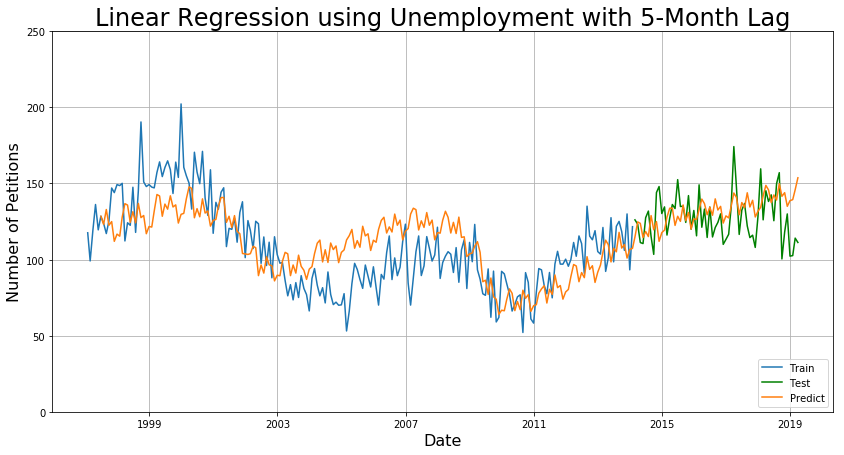 Linear Regression using Unemployment with 5-Month Lag
Number of Petitions
250
200
150
100
50
0
1999
2003
2007
2011
2015
2019
Date
Train
Test
Predict